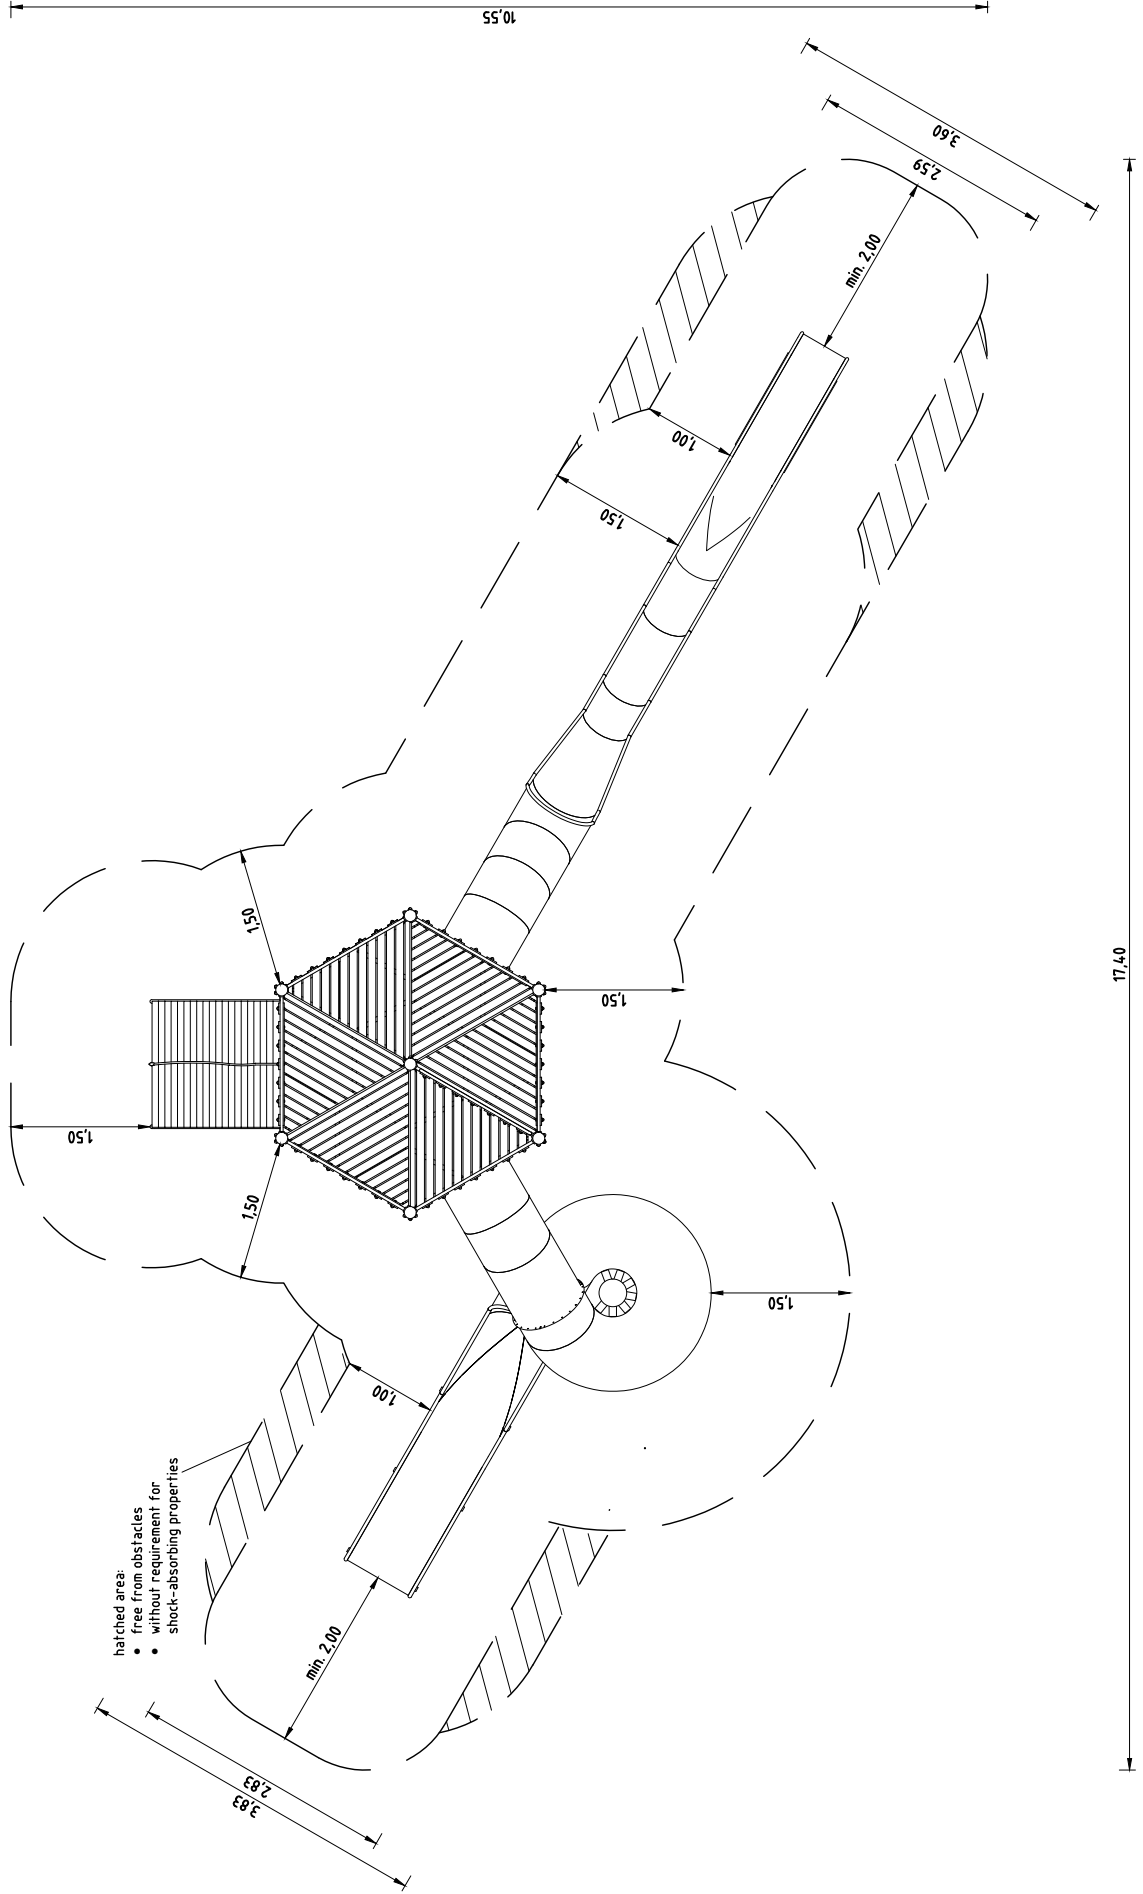 10,55
3,60
2,59
min. 2,00
1,00
1,50
1,50
17,40
1,50
1,50
1,50
1,50
1,00
hatched area:
• free from obstacles
• without requirement for
shock-absorbing properties
min. 2,00
2,83
3,83